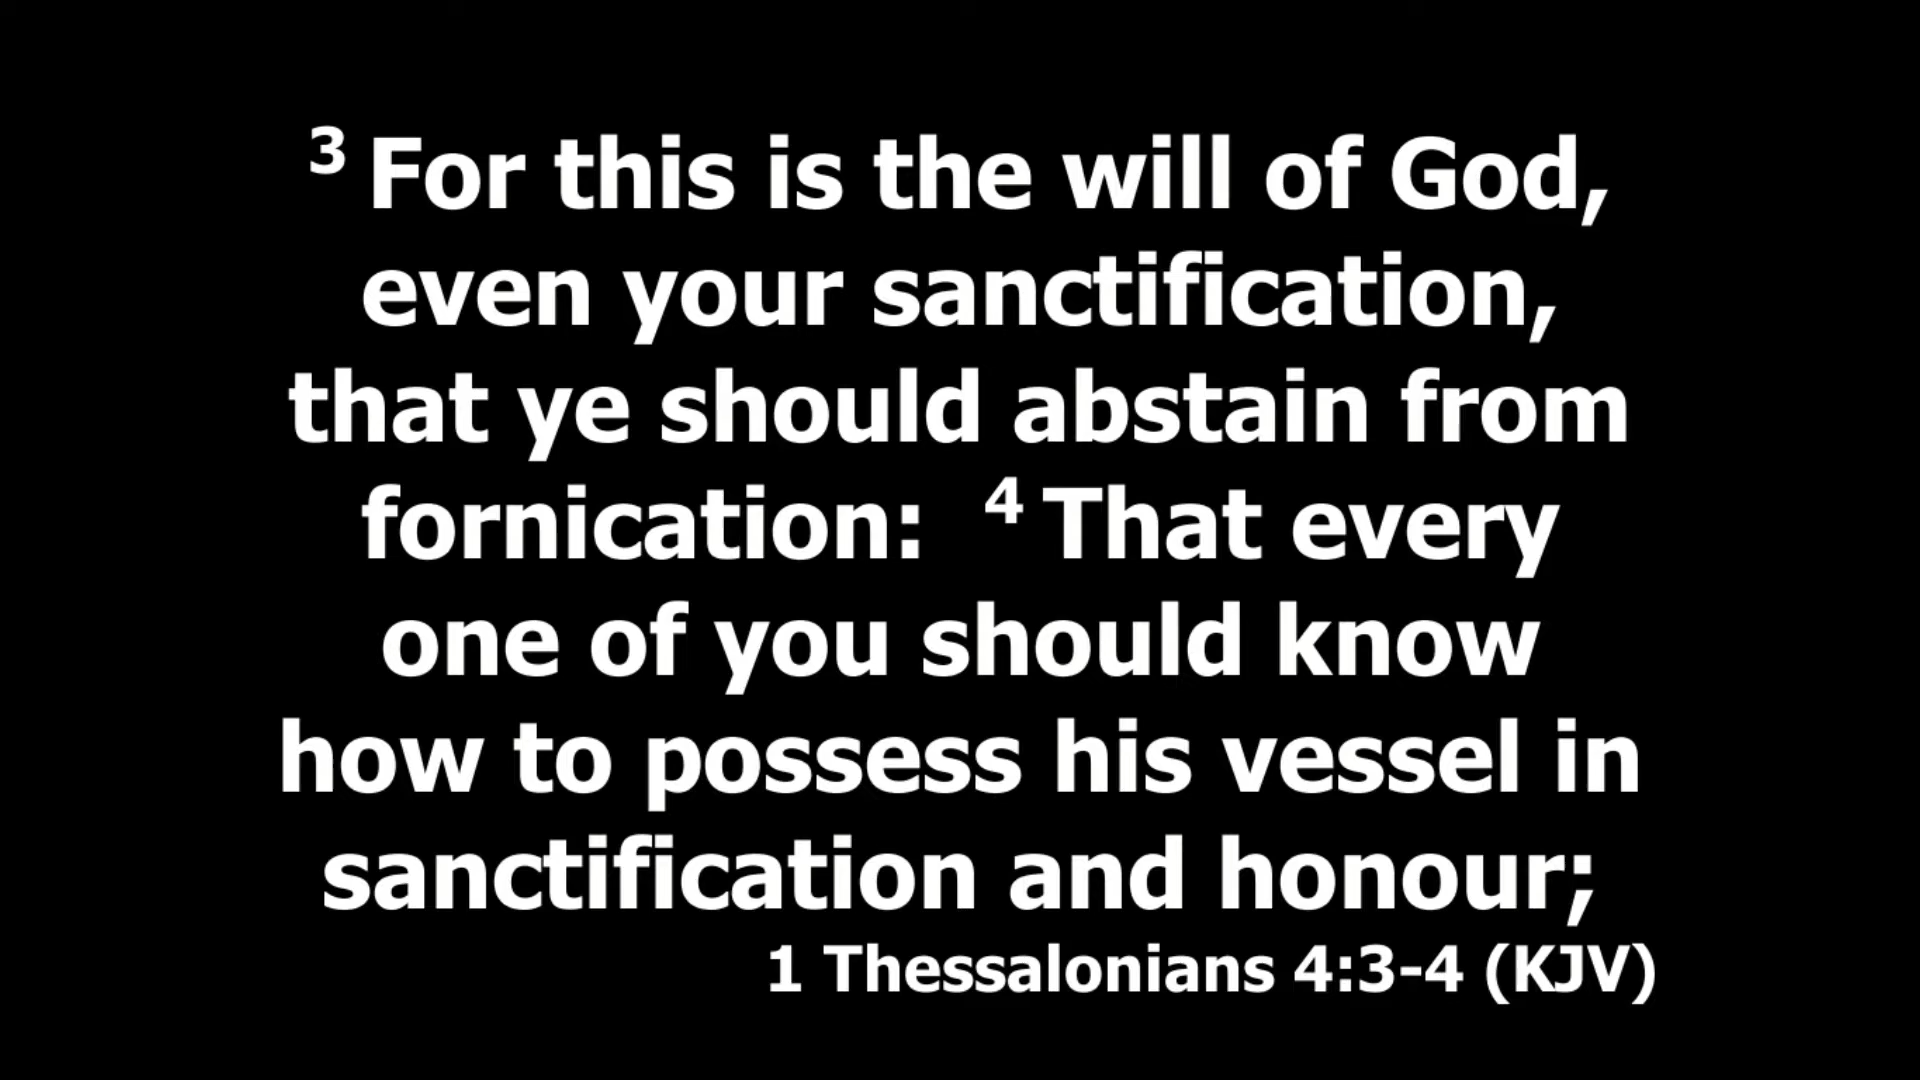 3 For this is the will of God,
even your sanctification,
that ye should abstain from
fornication: 4 That every
one of you should know
how to possess his vessel in
sanctification and honour;
1 Thessalonians 4:3-4 (KJV)